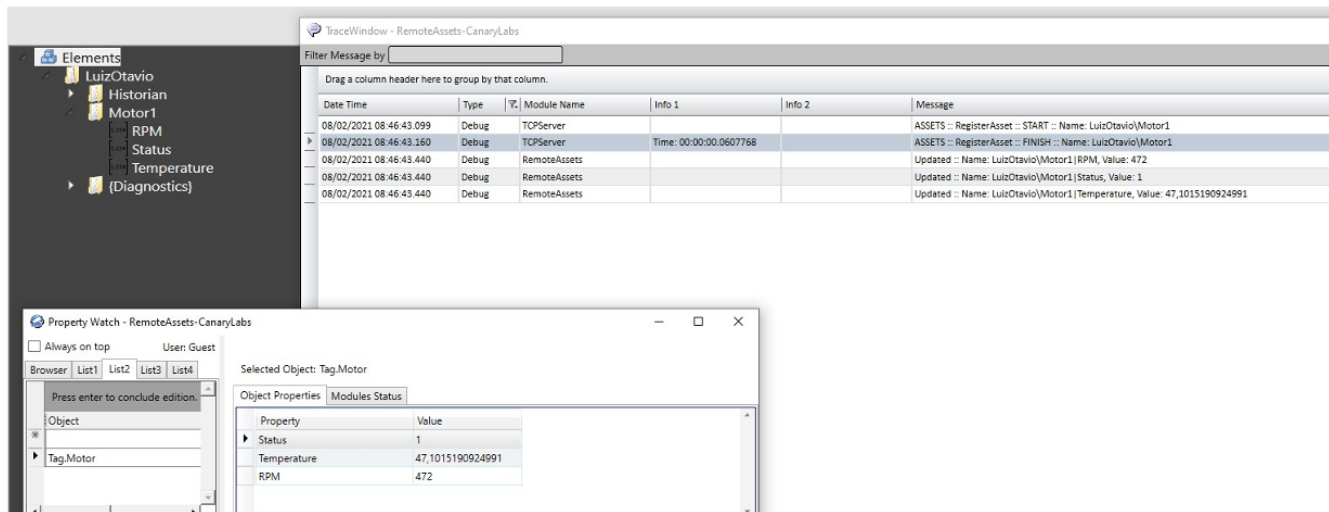 TraceWindow - RemoteAssets-CanaryLabs
Filter Message by
Drag a column header here to group by that column.
Date Time Type Module Name Info 1 Info 2 Message
08/02/2021 08:46:43.099 Debug TCPServer ASSETS :: RegisterAsset :: START :: Name: LuizOtavio\Motor1
08/02/2021 08:46:43.160 Debug TCPServer Time: 00:00:00.0607768 ASSETS :: RegisterAsset :: FINISH :: Name: LuizOtavio\Motor1
08/02/2021 08:46:43.440 Debug RemoteAssets Updated :: Name: LuizOtavio\Motor1|RPM, Value: 472
08/02/2021 08:46:43.440 Debug RemoteAssets Updated :: Name: LuizOtavio\Motor1|Status, Value: 1
08/02/2021 08:46:43.440 Debug RemoteAssets Updated :: Name: LuizOtavio\Motor1|Temperature, Value: 47,1015190924991
Elements
LuizOtavio
Historian
Motor1
RPM
Status
Temperature
{Diagnostics}
Property Watch - RemoteAssets-CanaryLabs
Always on top User: Guest
Browser List1 List2 List3 List4
Press enter to conclude edition.
Object
Tag.Motor
Selected Object: Tag.Motor
Object Properties Modules Status
Property Value
Status 1
Temperature 47,1015190924991
RPM 472